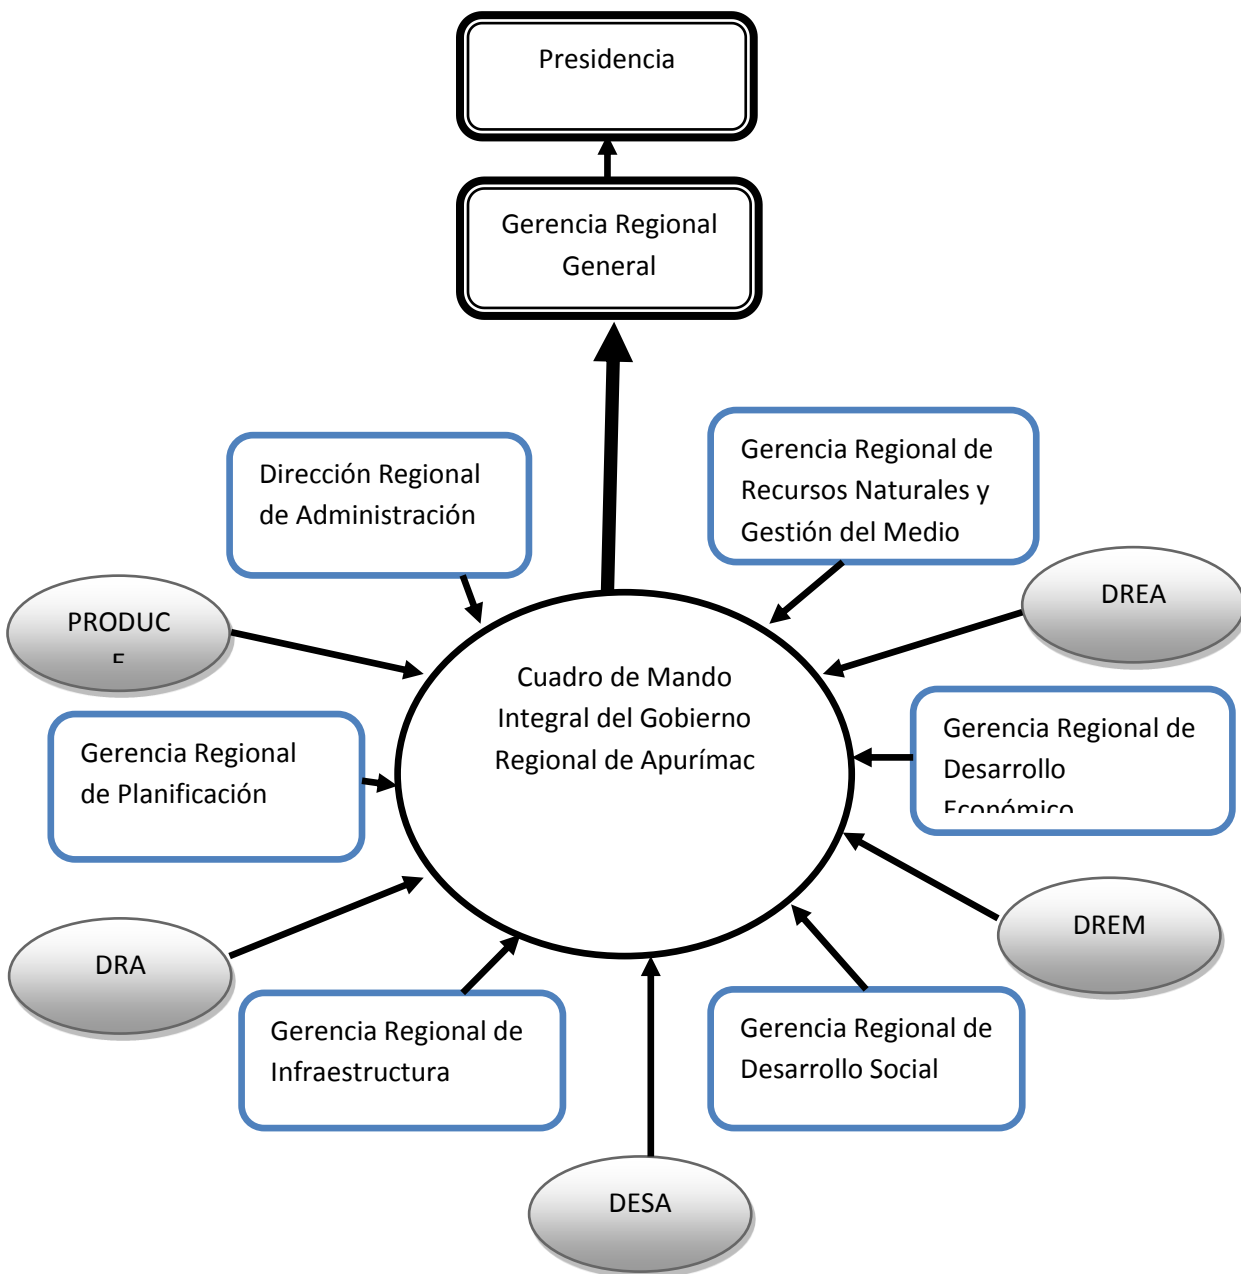 Presidencia
Gerencia Regional
General
Dirección Regional
de Administración
Gerencia Regional de
Recursos Naturales y
Gestión del Medio
PRODUC
DREA
Cuadro de Mando
Integral del Gobierno
Regional de Apurímac
Gerencia Regional
de Planificación
Gerencia Regional de
Desarrollo
Económico
DRA
DREM
Gerencia Regional de
Infraestructura
Gerencia Regional de
Desarrollo Social
DESA